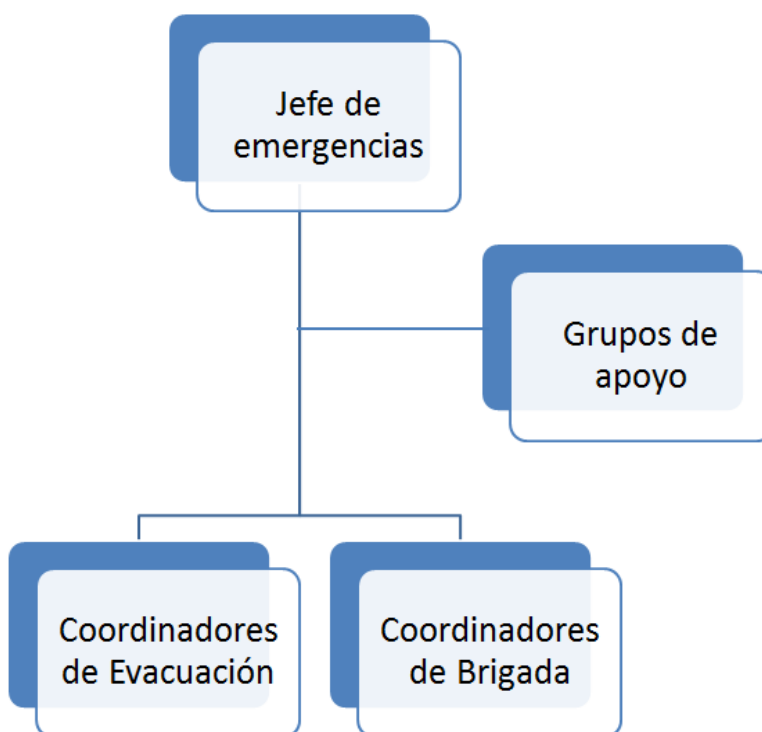 Jefe de
emergencias
Grupos de
apoyo
Coordinadores
de Evacuación
Coordinadores
de Brigada